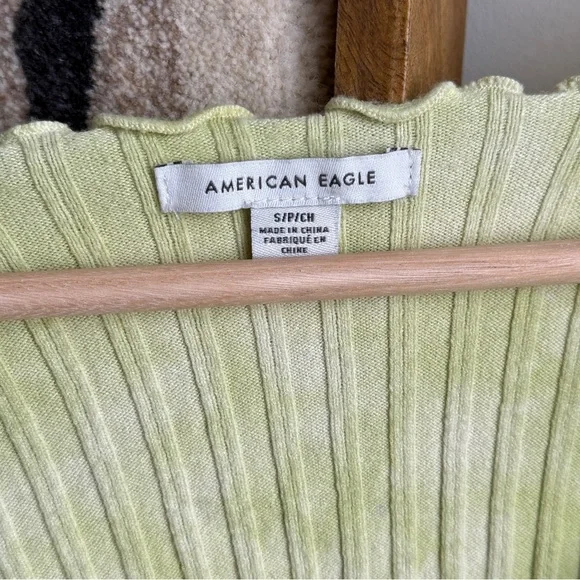 AMERICAN EAGLE
S/P/CH
MADE IN CHINA
FABRIQUÉ EN
CHINE